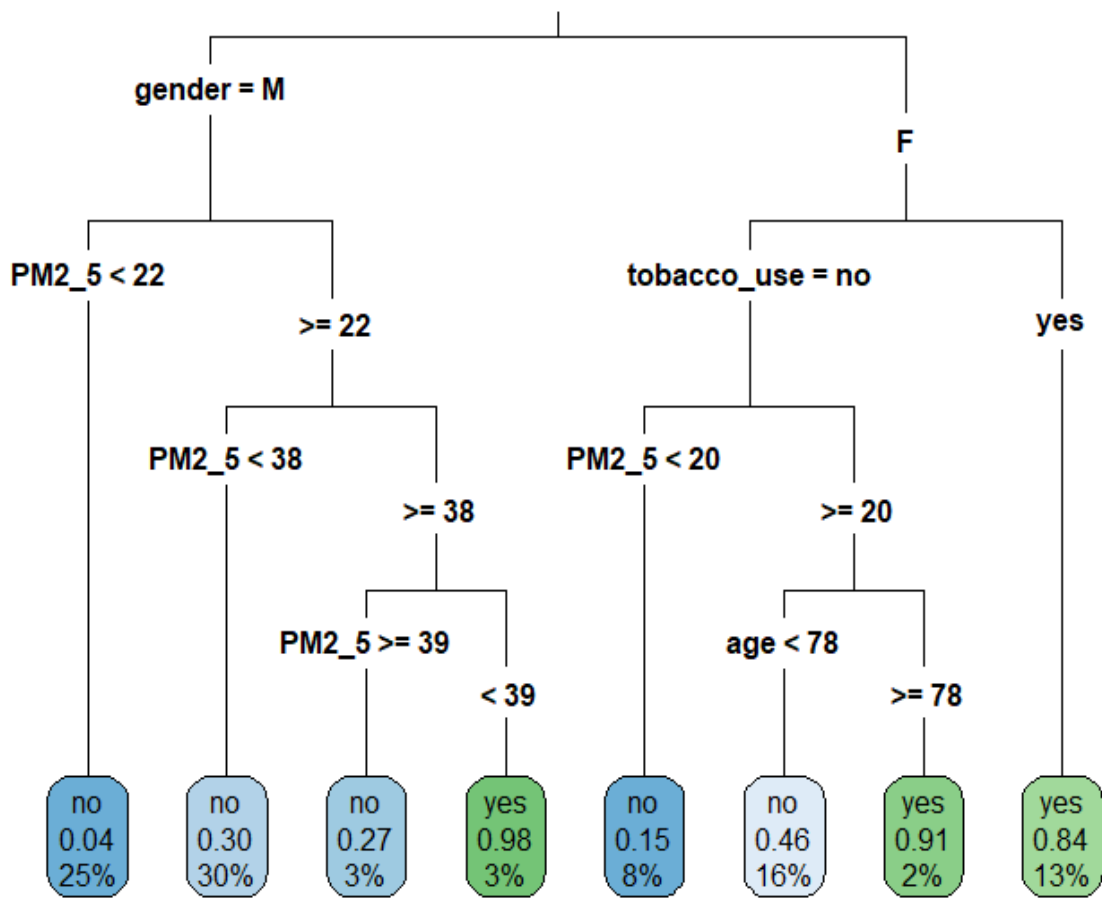 gender = M
F
PM2_5 < 22
tobacco_use = no
>= 22
yes
PM2_5 < 38
PM2_5 < 20
>= 38
>= 20
PM2_5 >= 39
age < 78
< 39
>= 78
no
0.04
25%
no
0.30
30%
no
0.27
3%
yes
0.98
3%
no
0.15
8%
no
0.46
16%
yes
0.91
2%
yes
0.84
13%